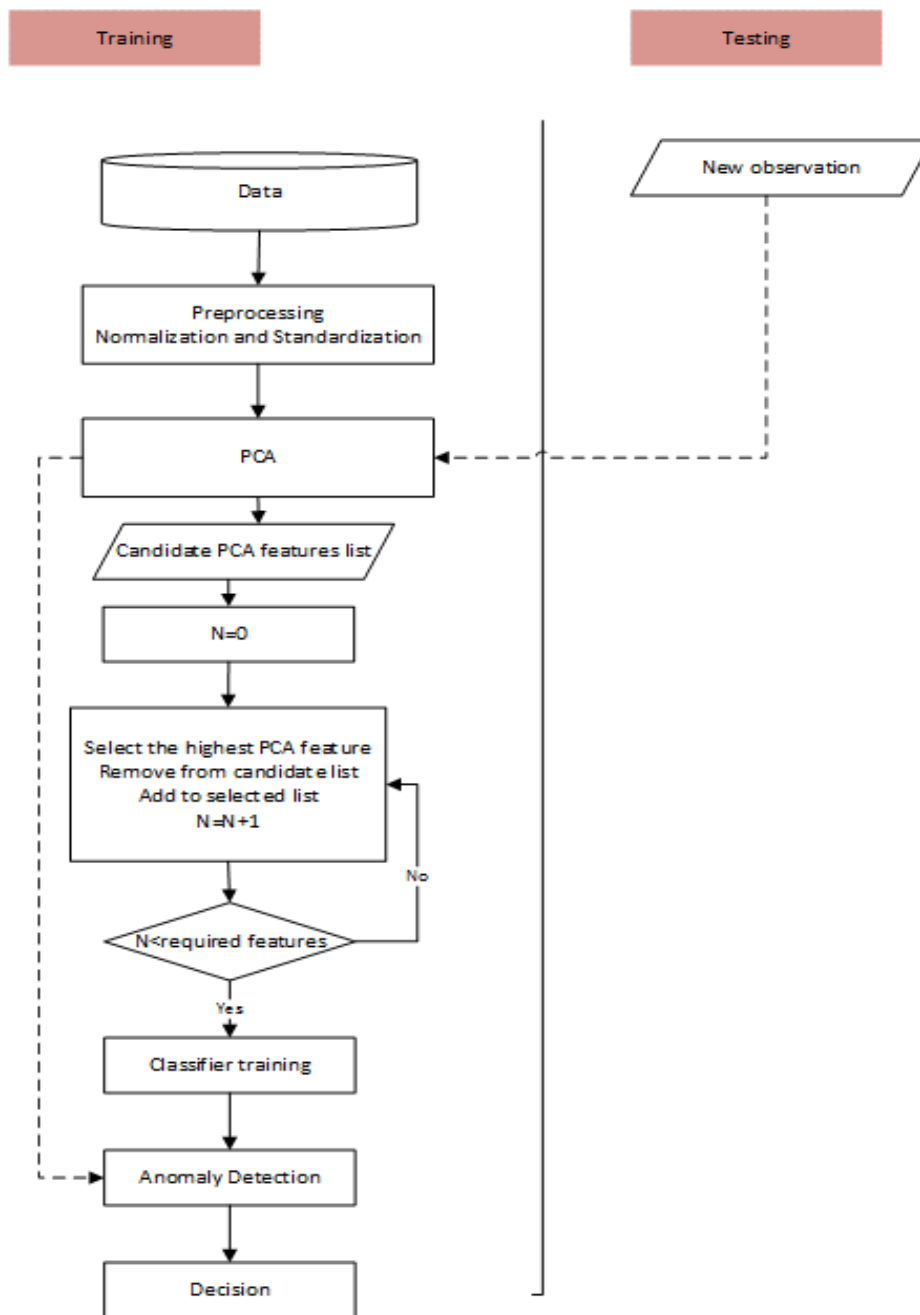 Training
Testing
New observation
Data
Preprocessing
Normalization and Standardization
PCA
Candidate PCA features list
N=0
Select the highest PCA feature
Remove from candidate list
Add to selected list
N=N+1
No
N<required features
Yes
Classifier training
Anomaly Detection
Decision